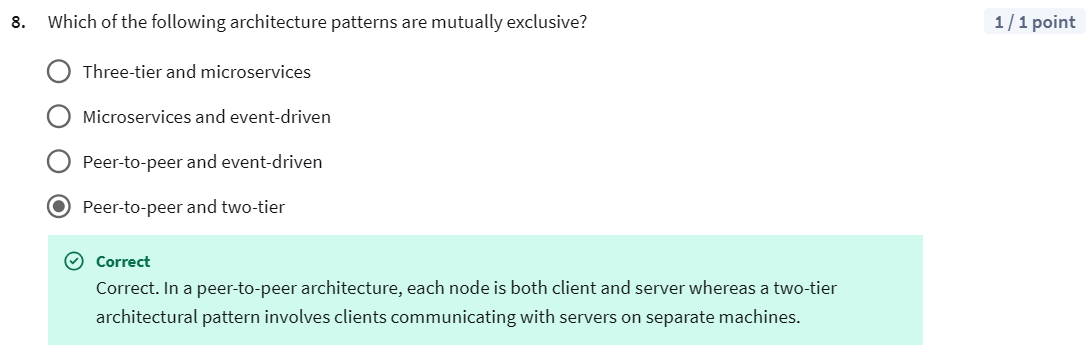 8. Which of the following architecture patterns are mutually exclusive? 1 / 1 point
Three-tier and microservices
Microservices and event-driven
Peer-to-peer and event-driven
Peer-to-peer and two-tier
Correct
Correct. In a peer-to-peer architecture, each node is both client and server whereas a two-tier
architectural pattern involves clients communicating with servers on separate machines.